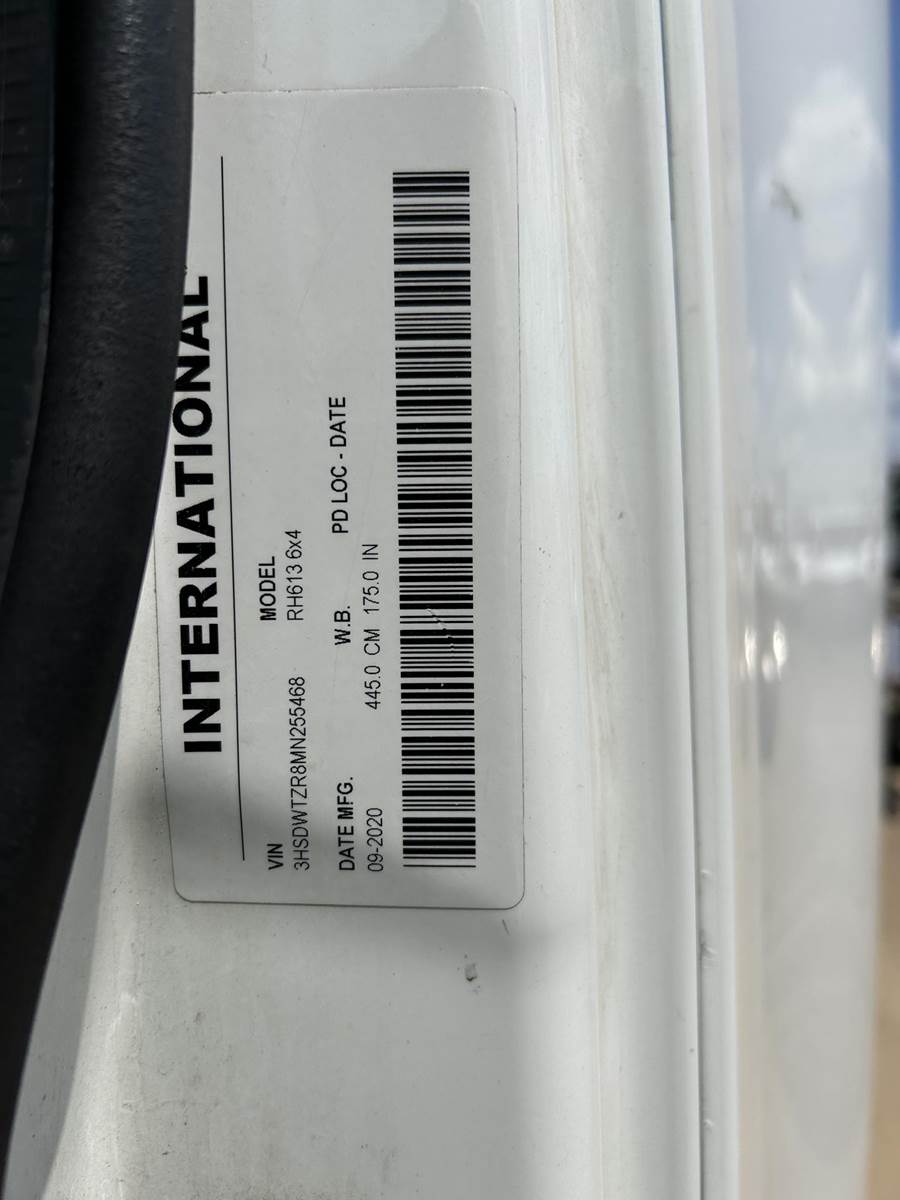 INTERNATIONAL
VIN MODEL
3HSDWTZR8MN255468 RH613 6x4
DATE MFG. W.B. PD LOC - DATE
09-2020 445.0 CM 175.0 IN